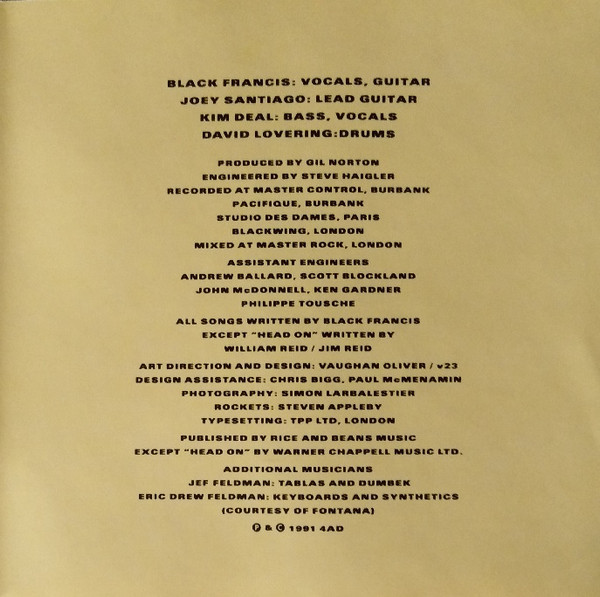 BLACK FRANCIS: VOCALS, GUITAR
JOEY SANTIAGO: LEAD GUITAR
KIM DEAL: BASS, VOCALS
DAVID LOVERING:DRUMS
PRODUCED BY GIL NORTON
ENGINEERED BY STEVE HAIGLER
RECORDED AT MASTER CONTROL, BURBANK
PACIFIQUE, BURBANK
STUDIO DES DAMES, PARIS
BLACKWING, LONDON
MIXED AT MASTER ROCK, LONDON
ASSISTANT ENGINEERS
ANDREW BALLARD, SCOTT BLOCKLAND
JOHN McDONNELL, KEN GARDNER
PHILIPPE TOUSCHE
ALL SONGS WRITTEN BY BLACK FRANCIS
EXCEPT "HEAD ON" WRITTEN BY
WILLIAM REID / JIM REID
ART DIRECTION AND DESIGN: VAUGHAN OLIVER / v23
DESIGN ASSISTANCE: CHRIS BIGG, PAUL McMENAMIN
PHOTOGRAPHY: SIMON LARBALESTIER
ROCKETS: STEVEN APPLEBY
TYPESETTING: TPP LTD, LONDON
PUBLISHED BY RICE AND BEANS MUSIC
EXCEPT "HEAD ON" BY WARNER CHAPPELL MUSIC LTD.
ADDITIONAL MUSICIANS
JEF FELDMAN: TABLAS AND DUMBEK
ERIC DREW FELDMAN: KEYBOARDS AND SYNTHETICS
(COURTESY OF FONTANA)
℗ & © 1991 4AD